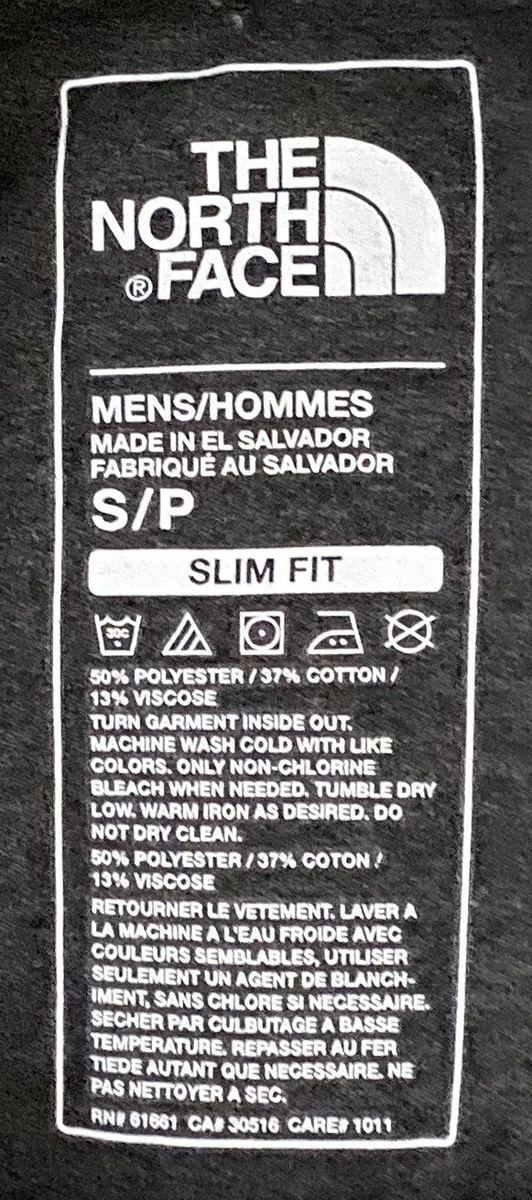 THE
NORTH
®FACE
MENS/HOMMES
MADE IN EL SALVADOR
FABRIQUÉ AU SALVADOR
S/P
SLIM FIT
30C
50% POLYESTER / 37% COTTON /
13% VISCOSE
TURN GARMENT INSIDE OUT.
MACHINE WASH COLD WITH LIKE
COLORS. ONLY NON-CHLORINE
BLEACH WHEN NEEDED. TUMBLE DRY
LOW. WARM IRON AS DESIRED. DO
NOT DRY CLEAN.
50% POLYESTER / 37% COTON /
13% VISCOSE
RETOURNER LE VETEMENT. LAVER A
LA MACHINE A L'EAU FROIDE AVEC
COULEURS SEMBLABLES, UTILISER
SEULEMENT UN AGENT DE BLANCH-
IMENT, SANS CHLORE SI NECESSAIRE.
SECHER PAR CULBUTAGE A BASSE
TEMPERATURE. REPASSER AU FER
TIEDE AUTANT QUE NECESSAIRE. NE
PAS NETTOYER A SEC.
RN# 61661 CA# 30516 CARE# 1011